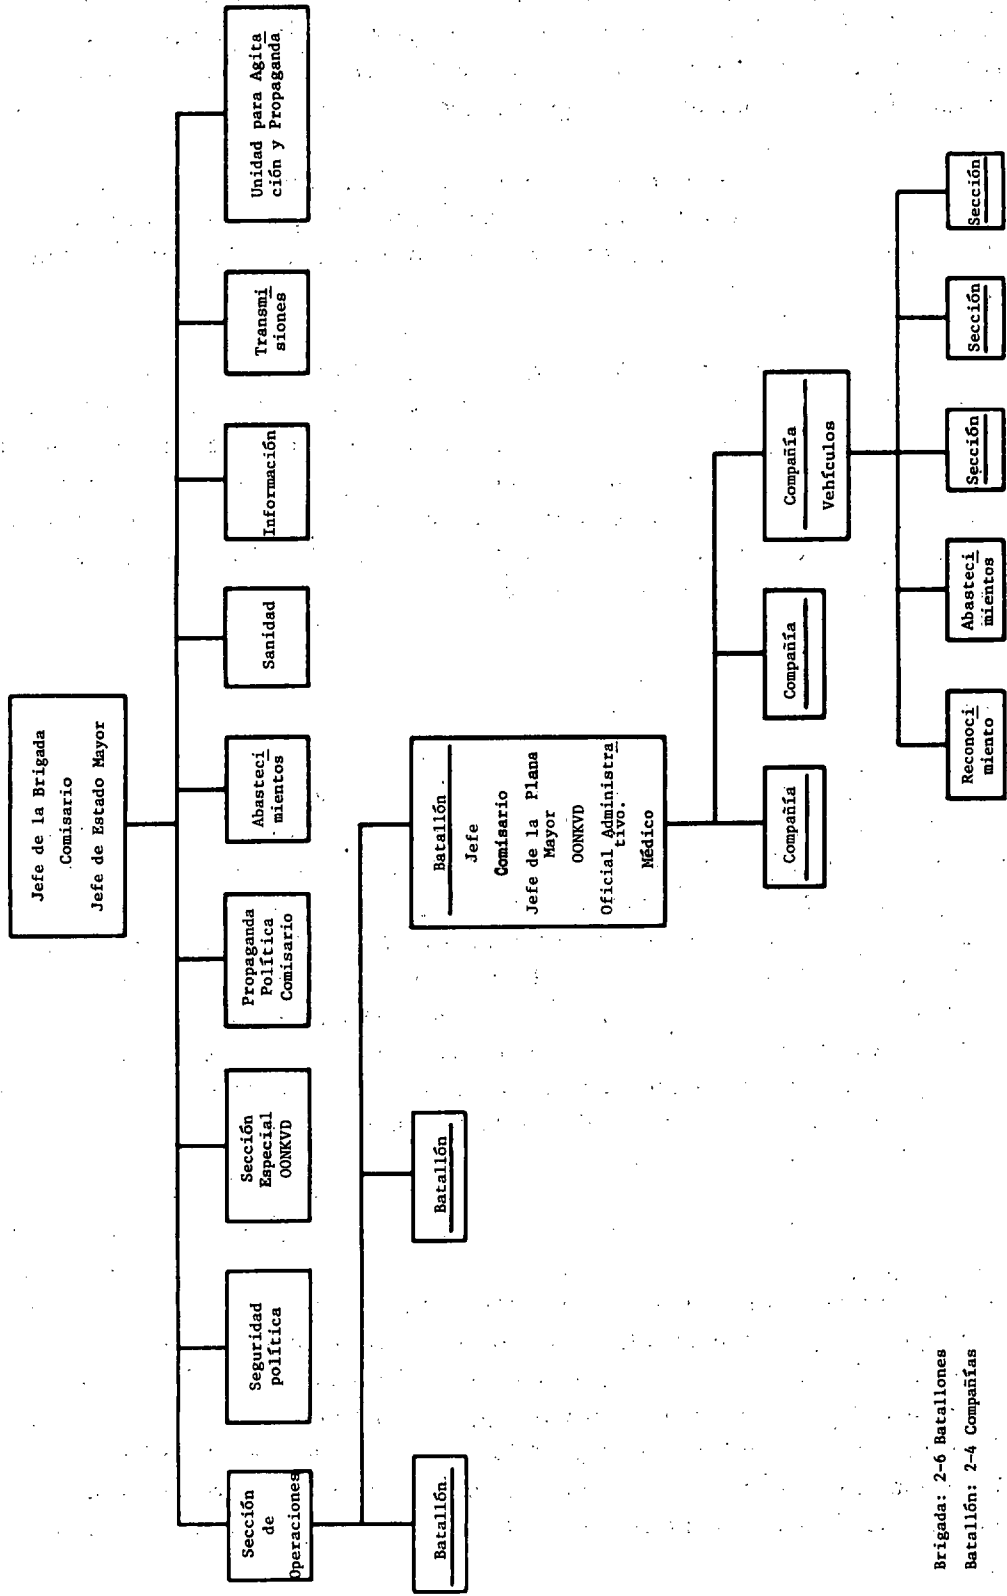 Jefe de la Brigada
Comisario
Jefe de Estado Mayor
Sección
de
Operaciones
Seguridad
política
Sección
Especial
OONKVD
Propaganda
Política
Comisario
Abasteci
mientos
Sanidad
Información
Transmi
siones
Unidad para Agita
ción y Propaganda
Batallón.
Batallón
Batallón
Jefe
Comisario
Jefe de la Plana
Mayor
OONKVD
Oficial Administra
tivo.
Médico
Compañía
Compañía
Compañía
Vehículos
Reconoci
miento
Abasteci
mientos
Sección
Sección
Sección
Brigada: 2-6 Batallones
Batallón: 2-4 Compañías